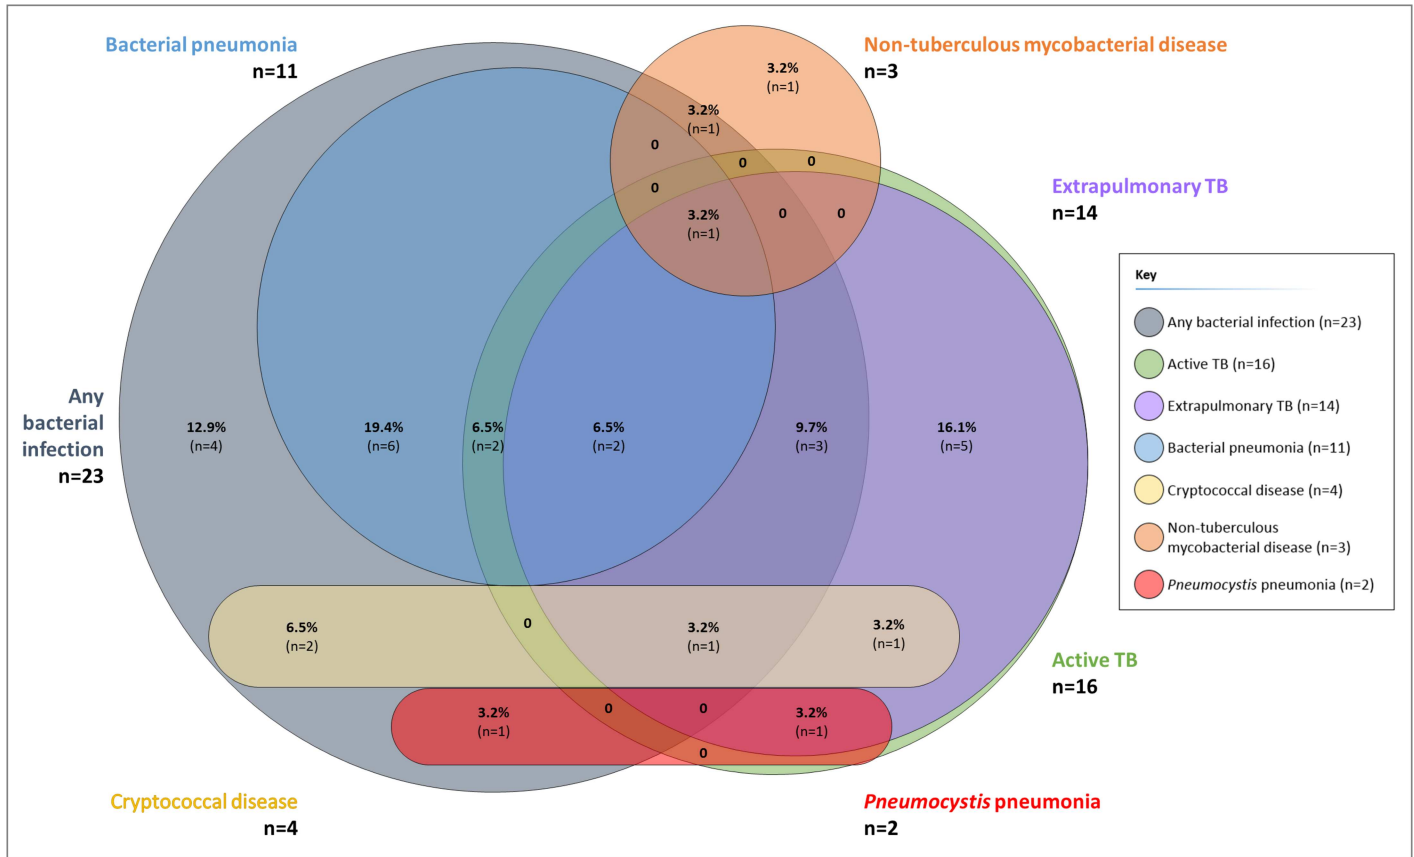 Bacterial pneumonia
n=11
Non-tuberculous mycobacterial disease
n=3
3.2%
(n=1)
3.2%
(n=1)
0
0
0
0
3.2%
(n=1)
0
0
Extrapulmonary TB
n=14
Key
Any bacterial infection (n=23)
Active TB (n=16)
Extrapulmonary TB (n=14)
Bacterial pneumonia (n=11)
Cryptococcal disease (n=4)
Non-tuberculous
mycobacterial disease (n=3)
Pneumocystis pneumonia (n=2)
Any
bacterial
infection
n=23
12.9%
(n=4)
19.4%
(n=6)
6.5%
(n=2)
6.5%
(n=2)
9.7%
(n=3)
16.1%
(n=5)
6.5%
(n=2)
0
3.2%
(n=1)
3.2%
(n=1)
Active TB
n=16
3.2%
(n=1)
0
0
3.2%
(n=1)
0
Cryptococcal disease
n=4
Pneumocystis pneumonia
n=2